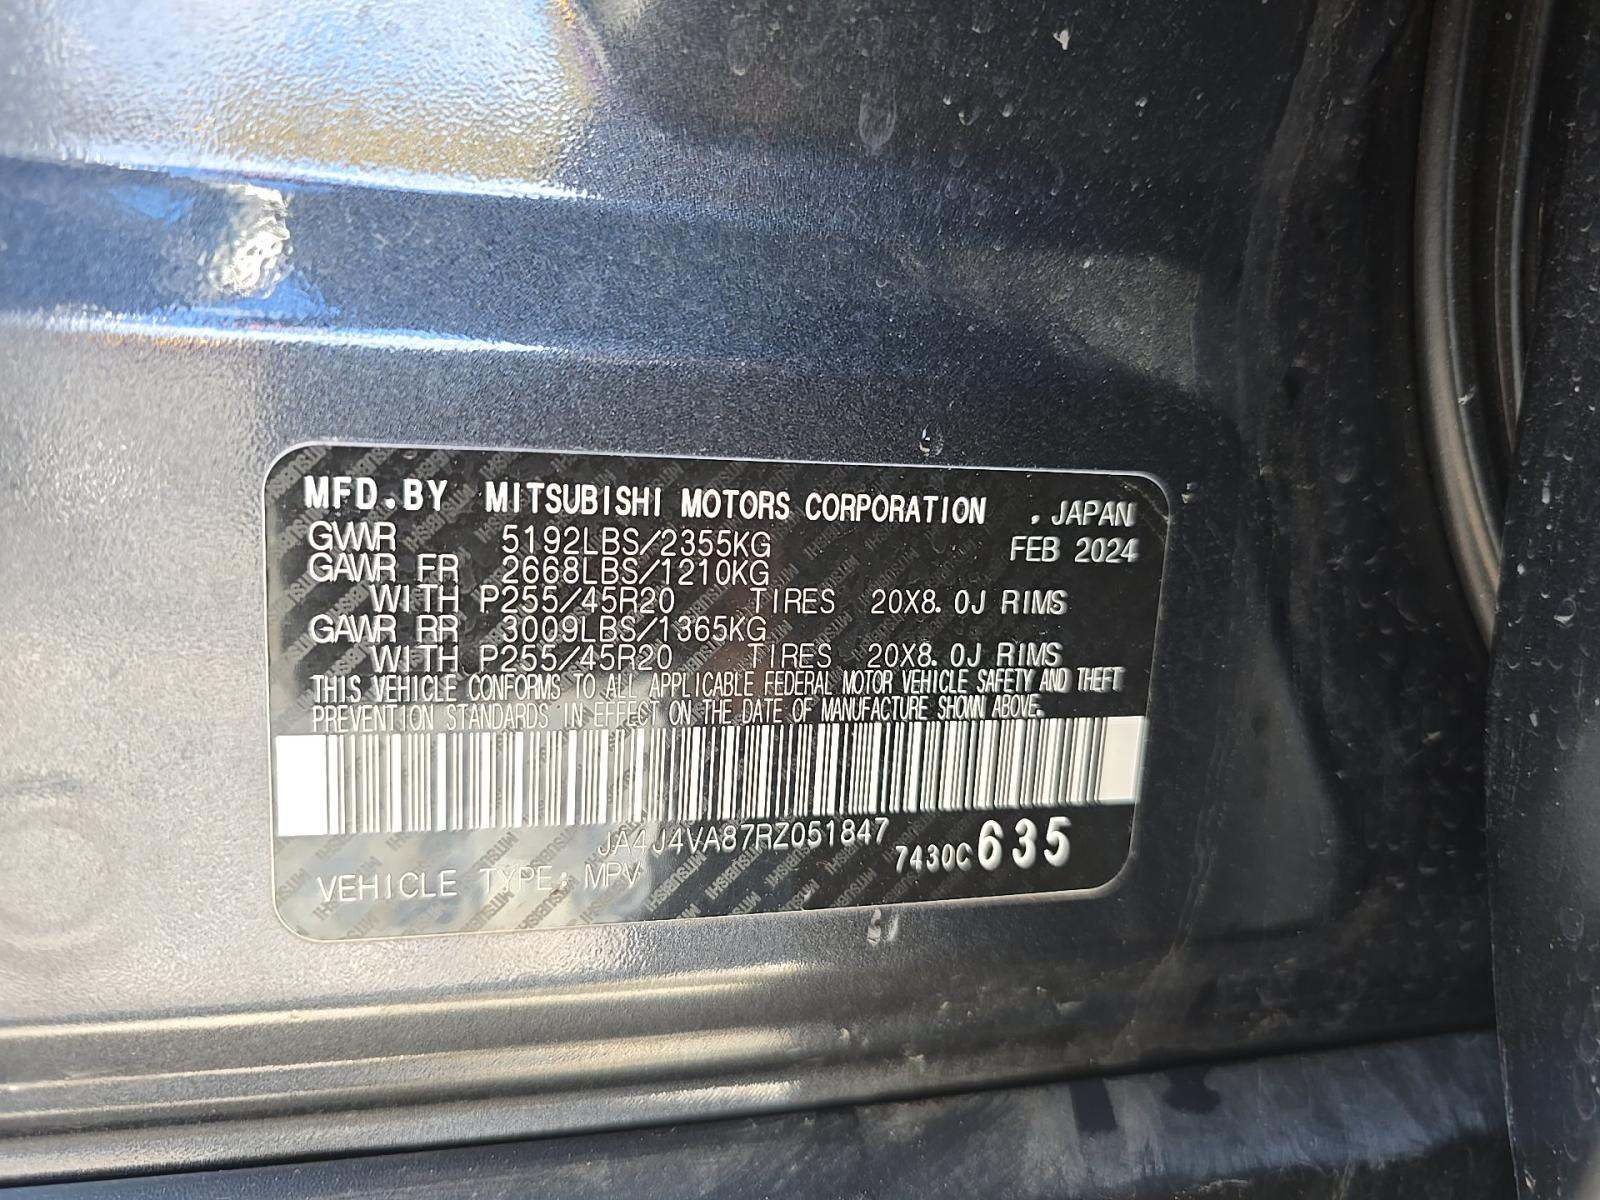 MFD.BY MITSUBISHI MOTORS CORPORATION , JAPAN
GVWR 5192LBS/2355KG FEB 2024
GAWR FR 2668LBS/1210KG
WITH P255/45R20 TIRES 20X8.0J RIMS
GAWR RR 3009LBS/1365KG
WITH P255/45R20 TIRES 20X8.0J RIMS
THIS VEHICLE CONFORMS TO ALL APPLICABLE FEDERAL MOTOR VEHICLE SAFETY AND THEFT
PREVENTION STANDARDS IN EFFECT ON THE DATE OF MANUFACTURE SHOWN ABOVE.
JA4J4VA87RZ051847
VEHICLE TYPE: MPV 7430C 635